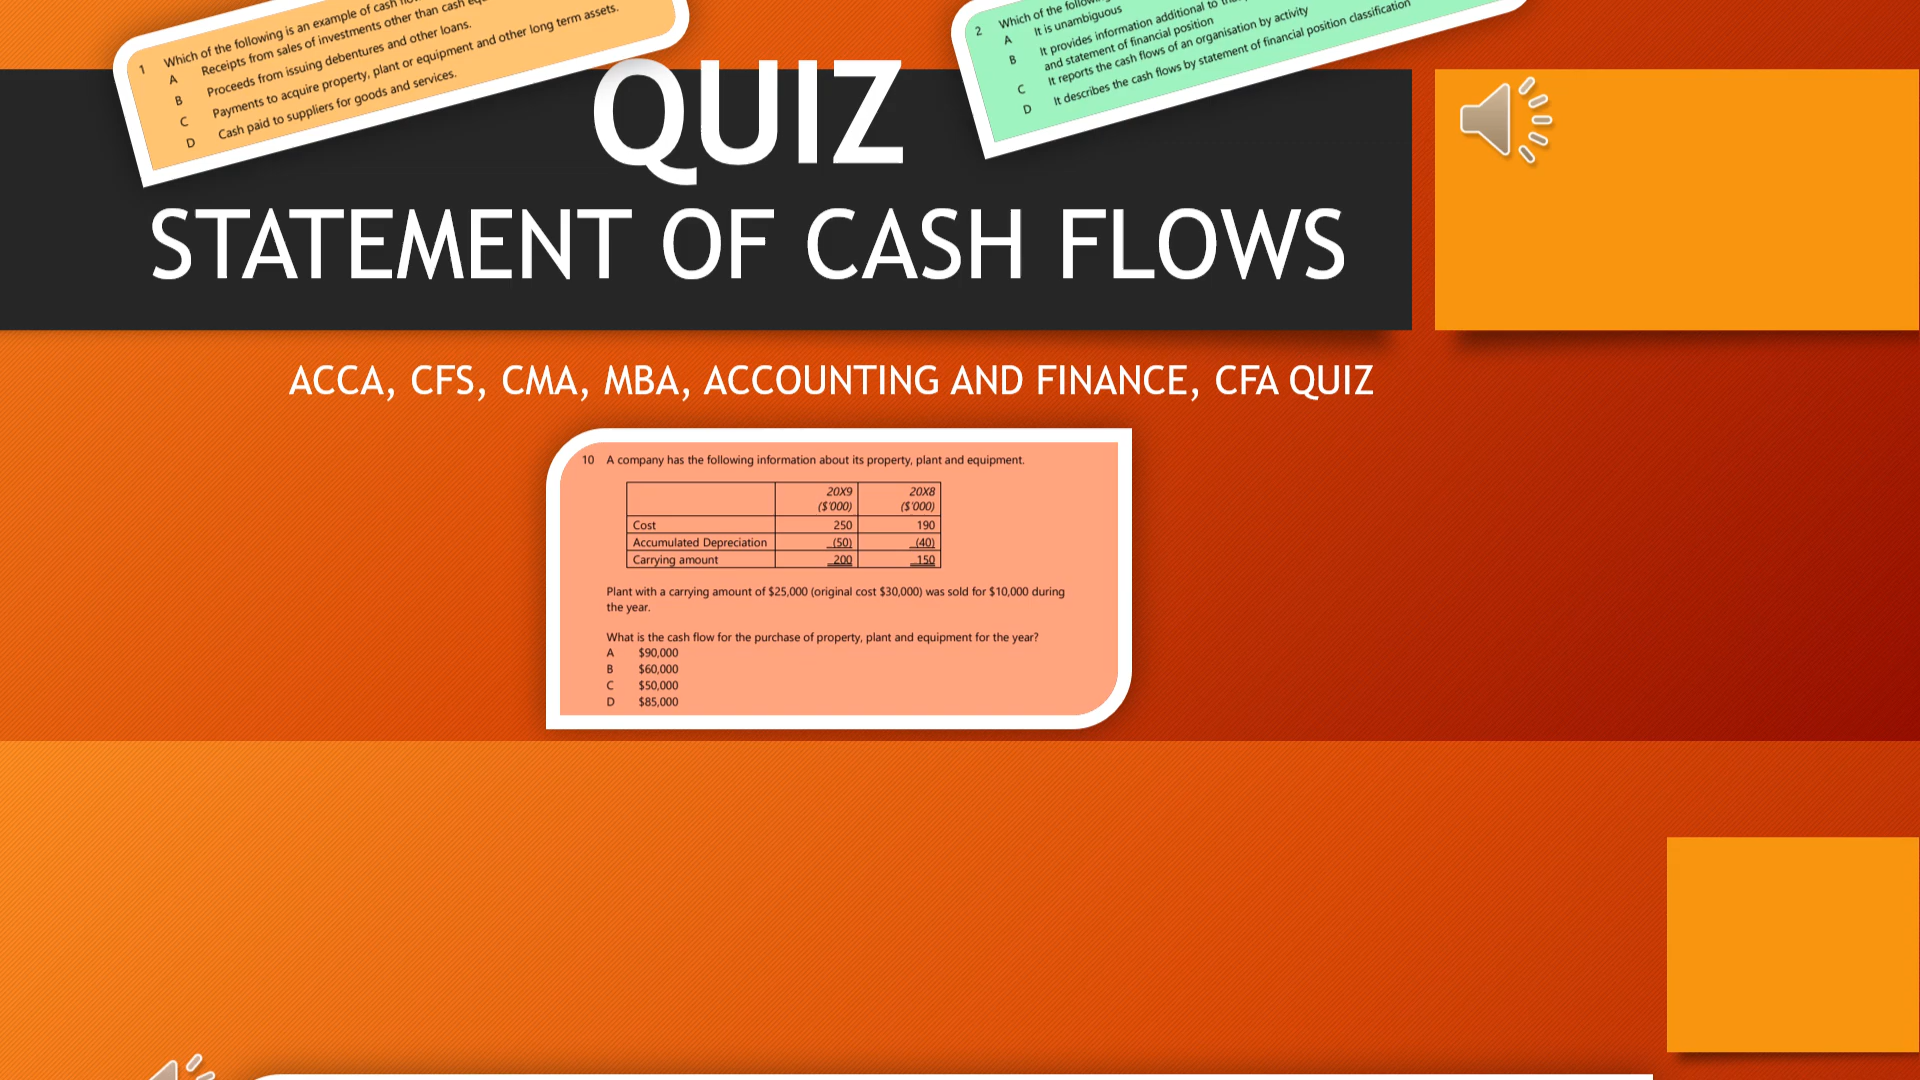 1 Which of the following is an example of cash
A Receipts from sales of investments other than cash
B Proceeds from issuing debentures and other loans.
C Payments to acquire property, plant or equipment and other long term assets.
D Cash paid to suppliers for goods and services.
2 Which of the
A It is unambiguous
B It provides information additional to
and statement of financial position
C It reports the cash flows of an organisation by activity
D It describes the cash flows by statement of financial position classification
QUIZ
STATEMENT OF CASH FLOWS
ACCA, CFS, CMA, MBA, ACCOUNTING AND FINANCE, CFA QUIZ
10 A company has the following information about its property, plant and equipment.
20X9 20X8
($'000) ($'000)
Cost 250 190
Accumulated Depreciation (50) (40)
Carrying amount 200 150
Plant with a carrying amount of $25,000 (original cost $30,000) was sold for $10,000 during
the year.
What is the cash flow for the purchase of property, plant and equipment for the year?
A $90,000
B $60,000
C $50,000
D $85,000